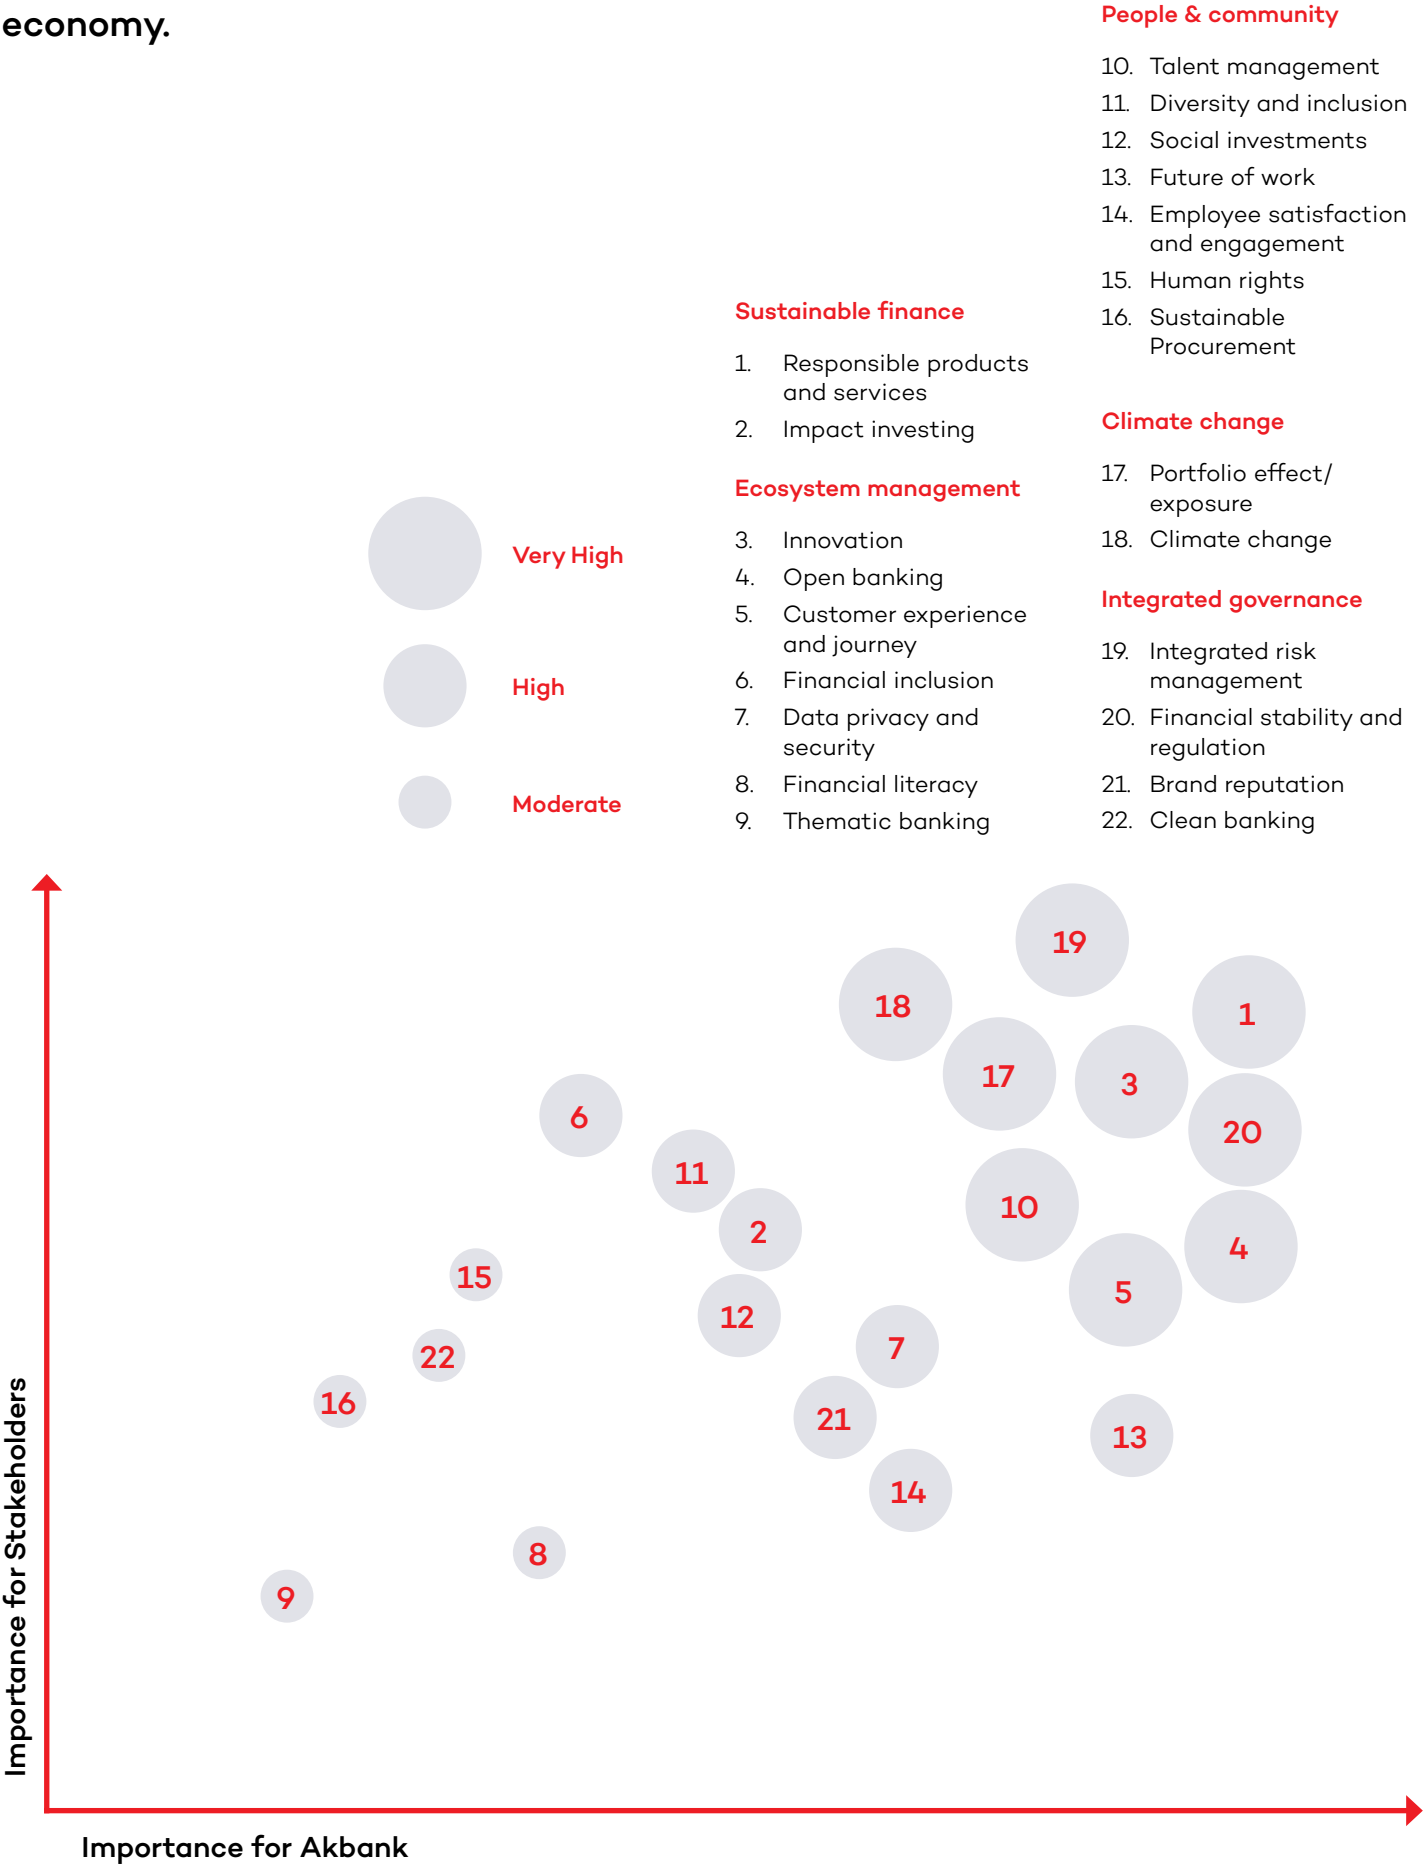 economy.
People & community
10. Talent management
11. Diversity and inclusion
12. Social investments
13. Future of work
14. Employee satisfaction
and engagement
15. Human rights
16. Sustainable
Procurement
Sustainable finance
1. Responsible products
and services
2. Impact investing
Climate change
17. Portfolio effect/
exposure
18. Climate change
Ecosystem management
3. Innovation
4. Open banking
5. Customer experience
and journey
6. Financial inclusion
7. Data privacy and
security
8. Financial literacy
9. Thematic banking
Integrated governance
19. Integrated risk
management
20. Financial stability and
regulation
21. Brand reputation
22. Clean banking
Very High
High
Moderate
19
18
1
17
3
6
20
11
10
2
4
15
5
12
7
22
16
21
13
14
8
9
Importance for Stakeholders
Importance for Akbank